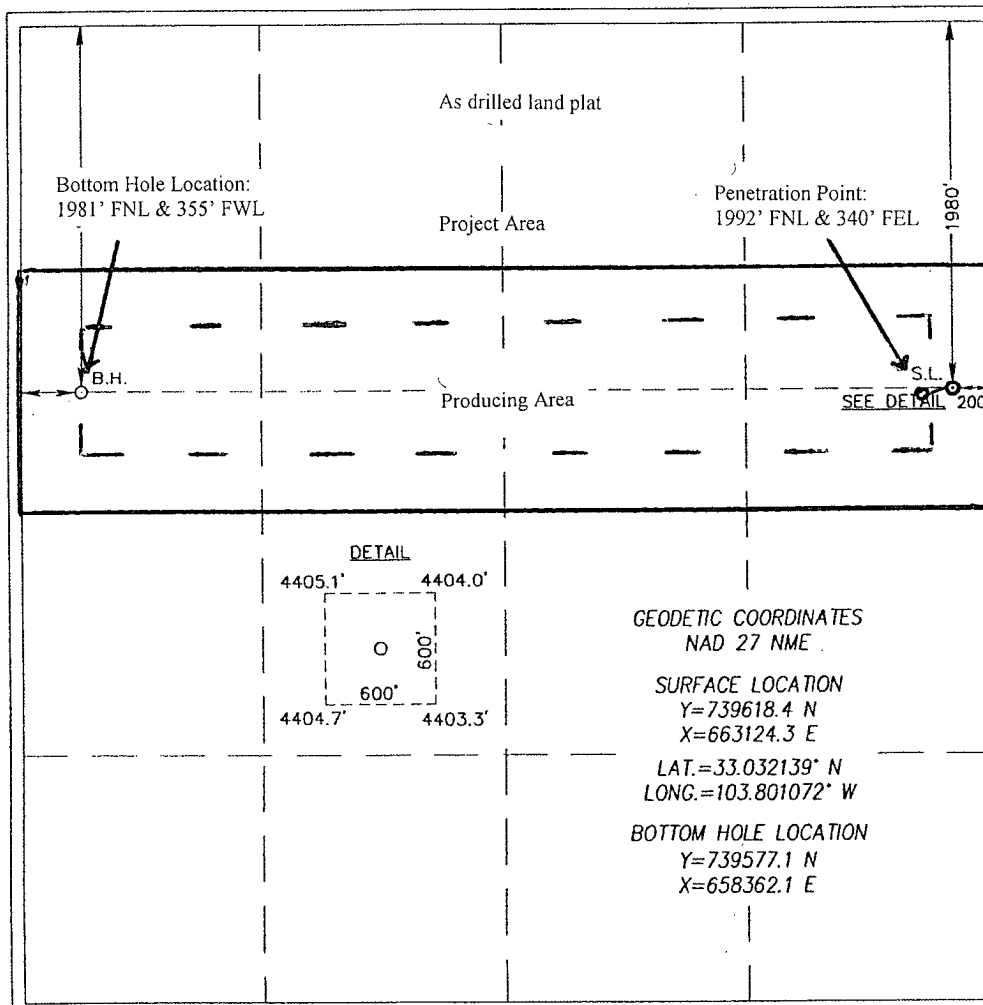 As drilled land plat
Bottom Hole Location:
1981' FNL & 355' FWL
Penetration Point:
1992' FNL & 340' FEL
1980'
Project Area
B.H.
S.L.
Producing Area
SEE DETAIL 200
DETAIL
4405.1' 4404.0'
600'
600'
4404.7' 4403.3'
GEODETIC COORDINATES
NAD 27 NME
SURFACE LOCATION
Y=739618.4 N
X=663124.3 E
LAT.=33.032139° N
LONG.=103.801072° W
BOTTOM HOLE LOCATION
Y=739577.1 N
X=658362.1 E